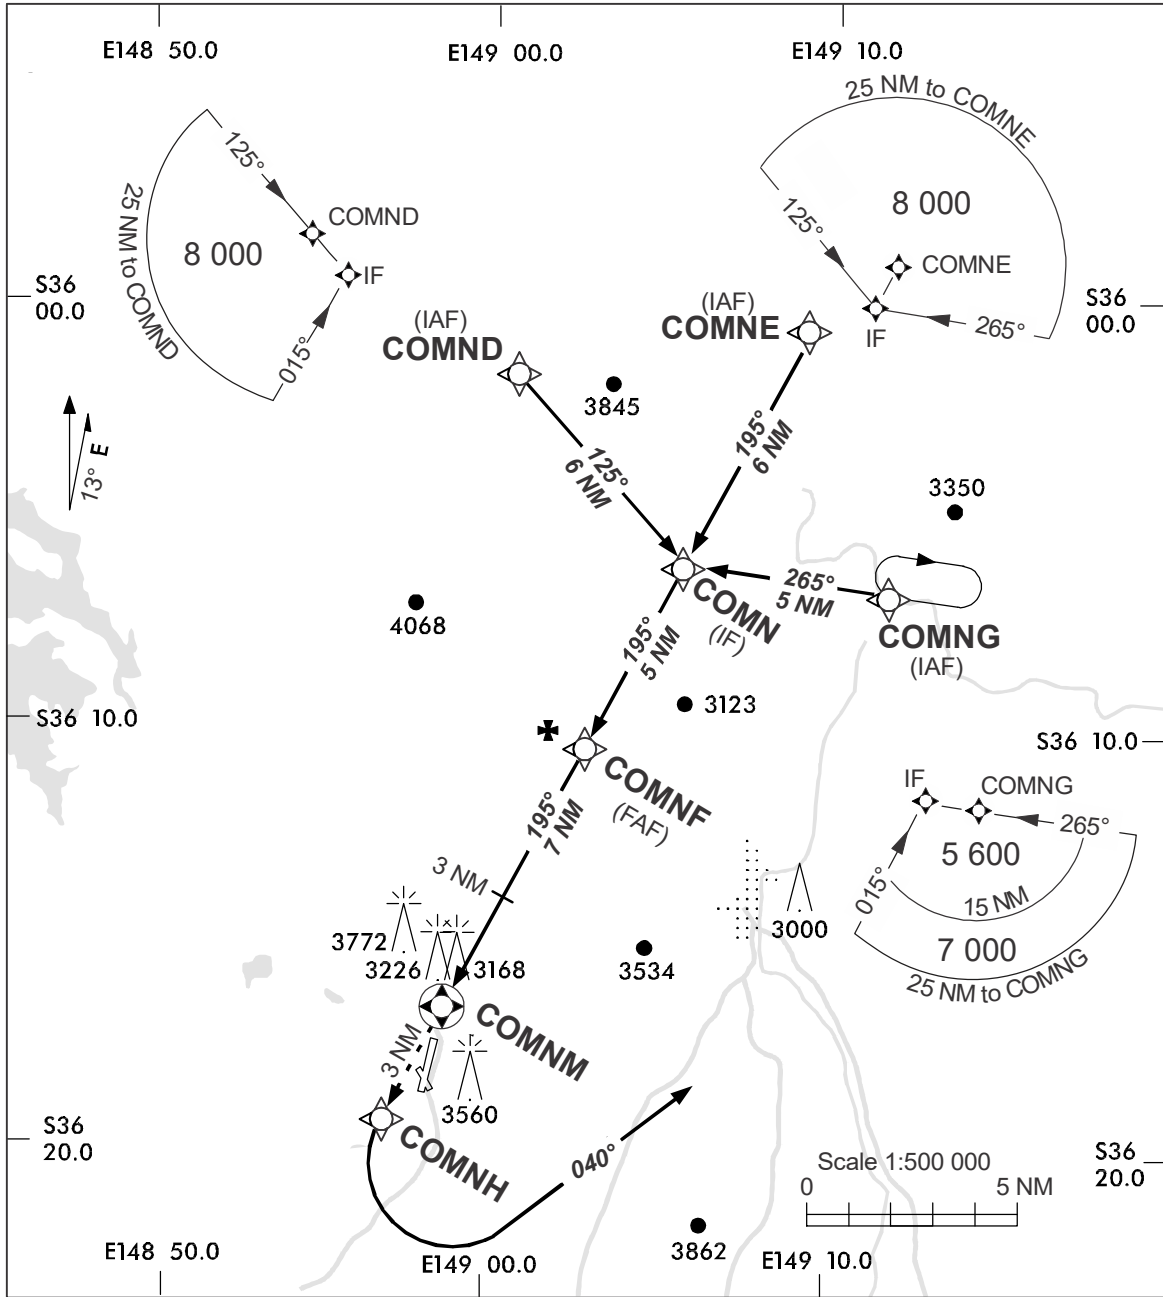 E148 50.0
E149 00.0
E149 10.0
25 NM to COMND
125°
COMND
8 000
IF
015°
25 NM to COMNE
8 000
125°
COMNE
IF
265°
S36
00.0
S36
00.0
(IAF)
COMND
(IAF)
COMNE
3845
13° E
125°
6 NM
195°
6 NM
3350
265°
5 NM
COMN
(IF)
COMNG
(IAF)
4068
195°
5 NM
3123
S36 10.0
S36 10.0
COMNF
(FAF)
IF
COMNG
265°
5 600
015°
15 NM
7 000
25 NM to COMNG
195°
7 NM
3 NM
3000
3772
3226
3168
3534
COMNM
3 NM
3560
COMNH
040°
S36
20.0
S36
20.0
Scale 1:500 000
0
5 NM
3862
E148 50.0
E149 00.0
E149 10.0